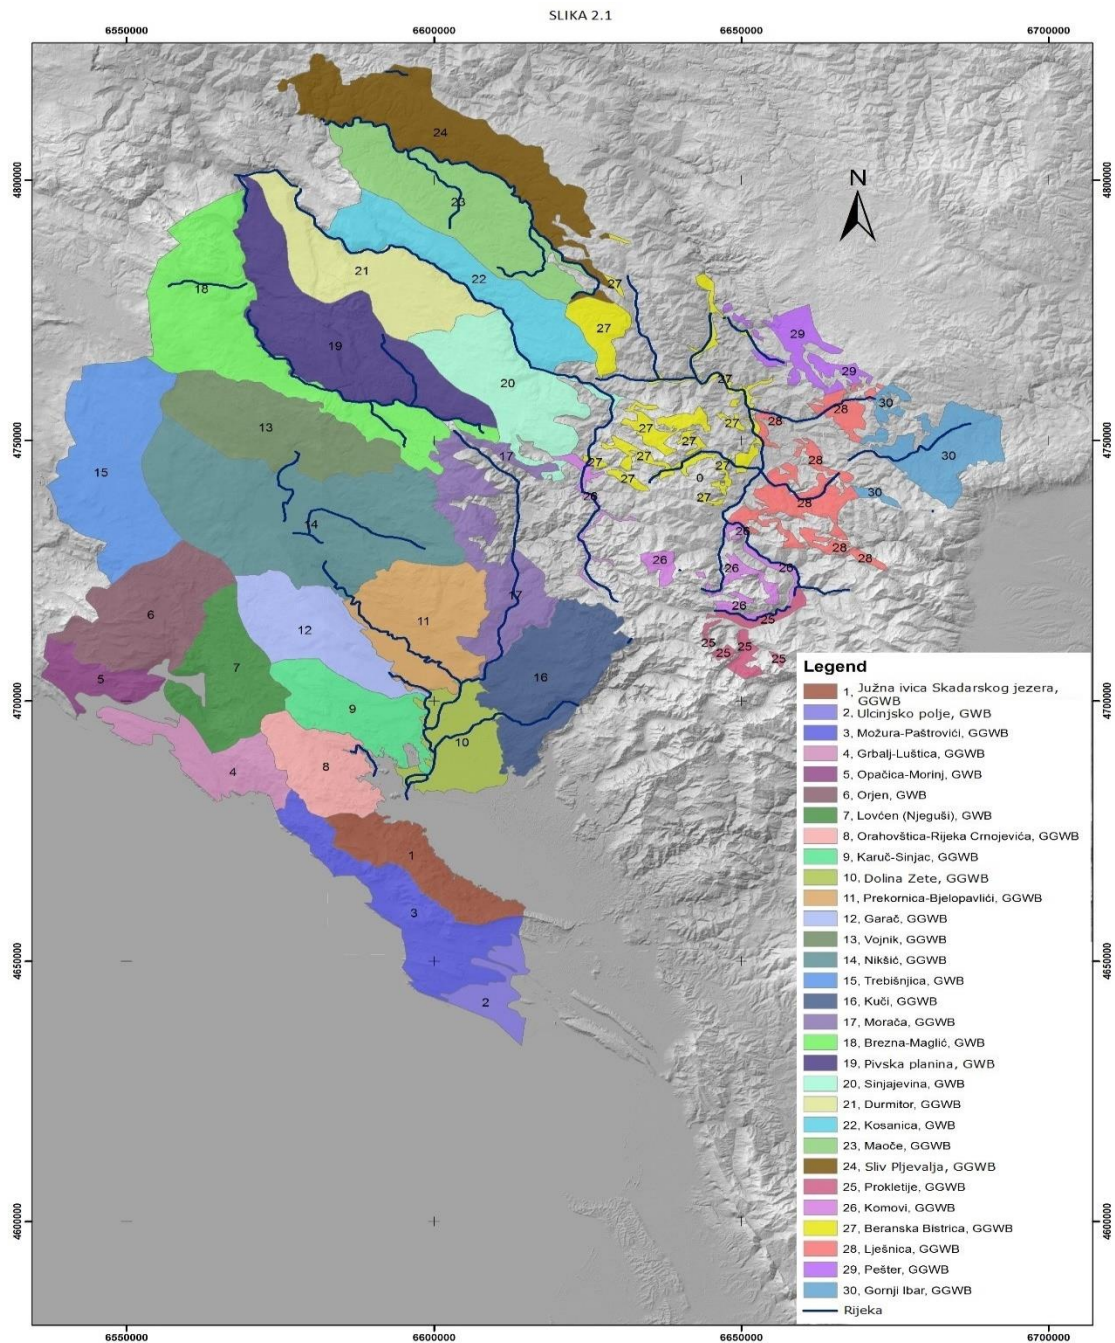 SLIKA 2.1
6550000
6600000
6650000
6700000
4800000
4800000
N
24
23
22
21
27
27
18
19
29
29
20
27
30
28
28
27
27
27
13
17
27
27
27
28
30
15
27
27
0
30
26
27
28
14
26
28
26
26
28
6
17
26
25
11
12
25
25
25
25
7
5
16
9
10
4
8
1
3
2
4750000
4750000
4700000
4700000
4650000
4650000
4600000
4600000
Legend
1, Južna ivica Skadarskog jezera, GGWB
2. Ulcinjsko polje, GWB
3, Možura-Paštrovići, GGWB
4, Grbalj-Luštica, GGWB
5, Opačica-Morinj, GWB
6, Orjen, GWB
7, Lovćen (Njeguši), GWB
8, Orahovštica-Rijeka Crnojevića, GGWB
9, Karuč-Sinjac, GGWB
10, Dolina Zete, GGWB
11, Prekornica-Bjelopavlići, GGWB
12, Garač, GGWB
13, Vojnik, GGWB
14, Nikšić, GGWB
15, Trebišnjica, GWB
16, Kuči, GGWB
17, Morača, GGWB
18, Brezna-Maglić, GWB
19, Pivska planina, GWB
20, Sinjajevina, GWB
21, Durmitor, GGWB
22, Kosanica, GWB
23, Maoče, GGWB
24, Sliv Pljevalja, GGWB
25, Prokletije, GGWB
26, Komovi, GGWB
27, Beranska Bistrica, GGWB
28, Lješnica, GGWB
29, Pešter, GGWB
30, Gornji Ibar, GGWB
Rijeka
6550000
6600000
6650000
6700000